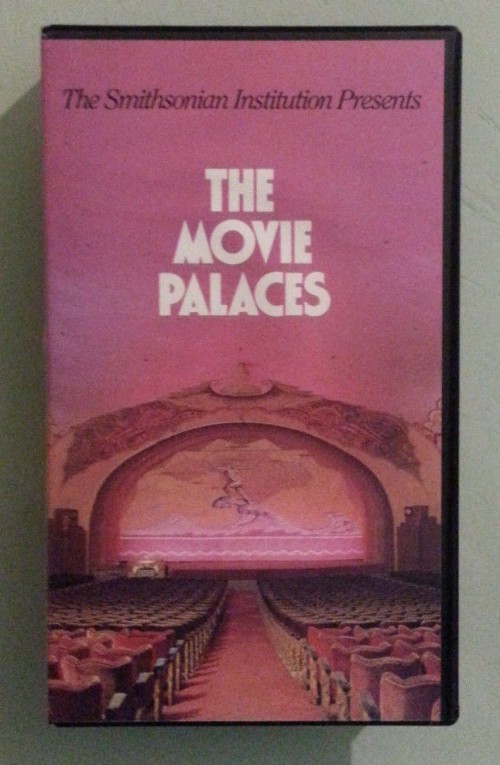 The Smithsonian Institution Presents
THE
MOVIE
PALACES